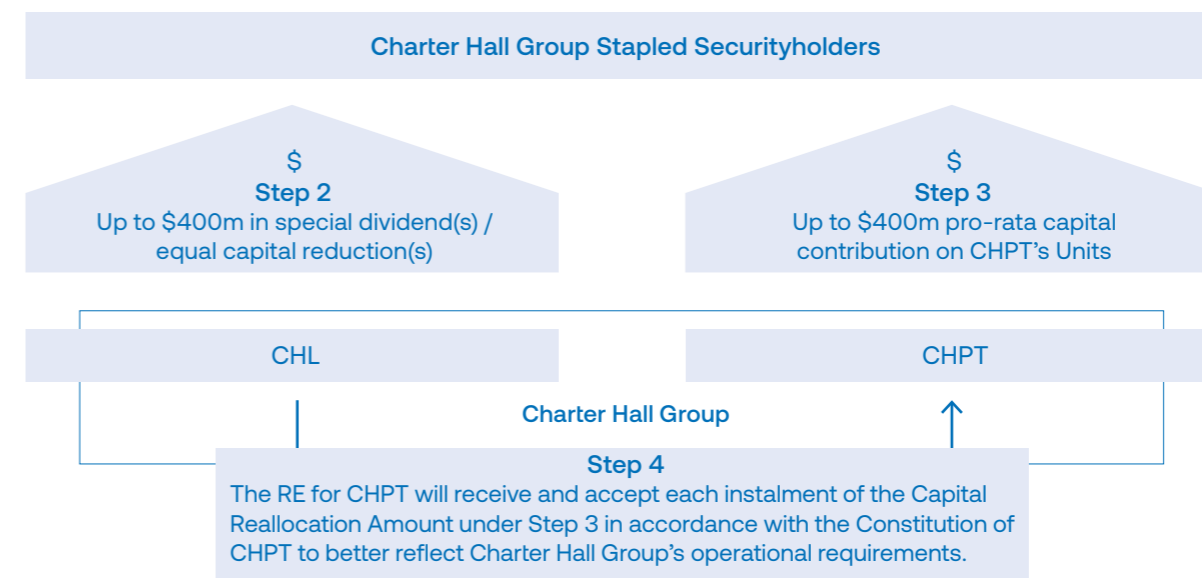 Charter Hall Group Stapled Securityholders
$
Step 2
Up to $400m in special dividend(s) /
equal capital reduction(s)
$
Step 3
Up to $400m pro-rata capital
contribution on CHPT’s Units
CHL
CHPT
Charter Hall Group
Step 4
The RE for CHPT will receive and accept each instalment of the Capital
Reallocation Amount under Step 3 in accordance with the Constitution of
CHPT to better reflect Charter Hall Group’s operational requirements.